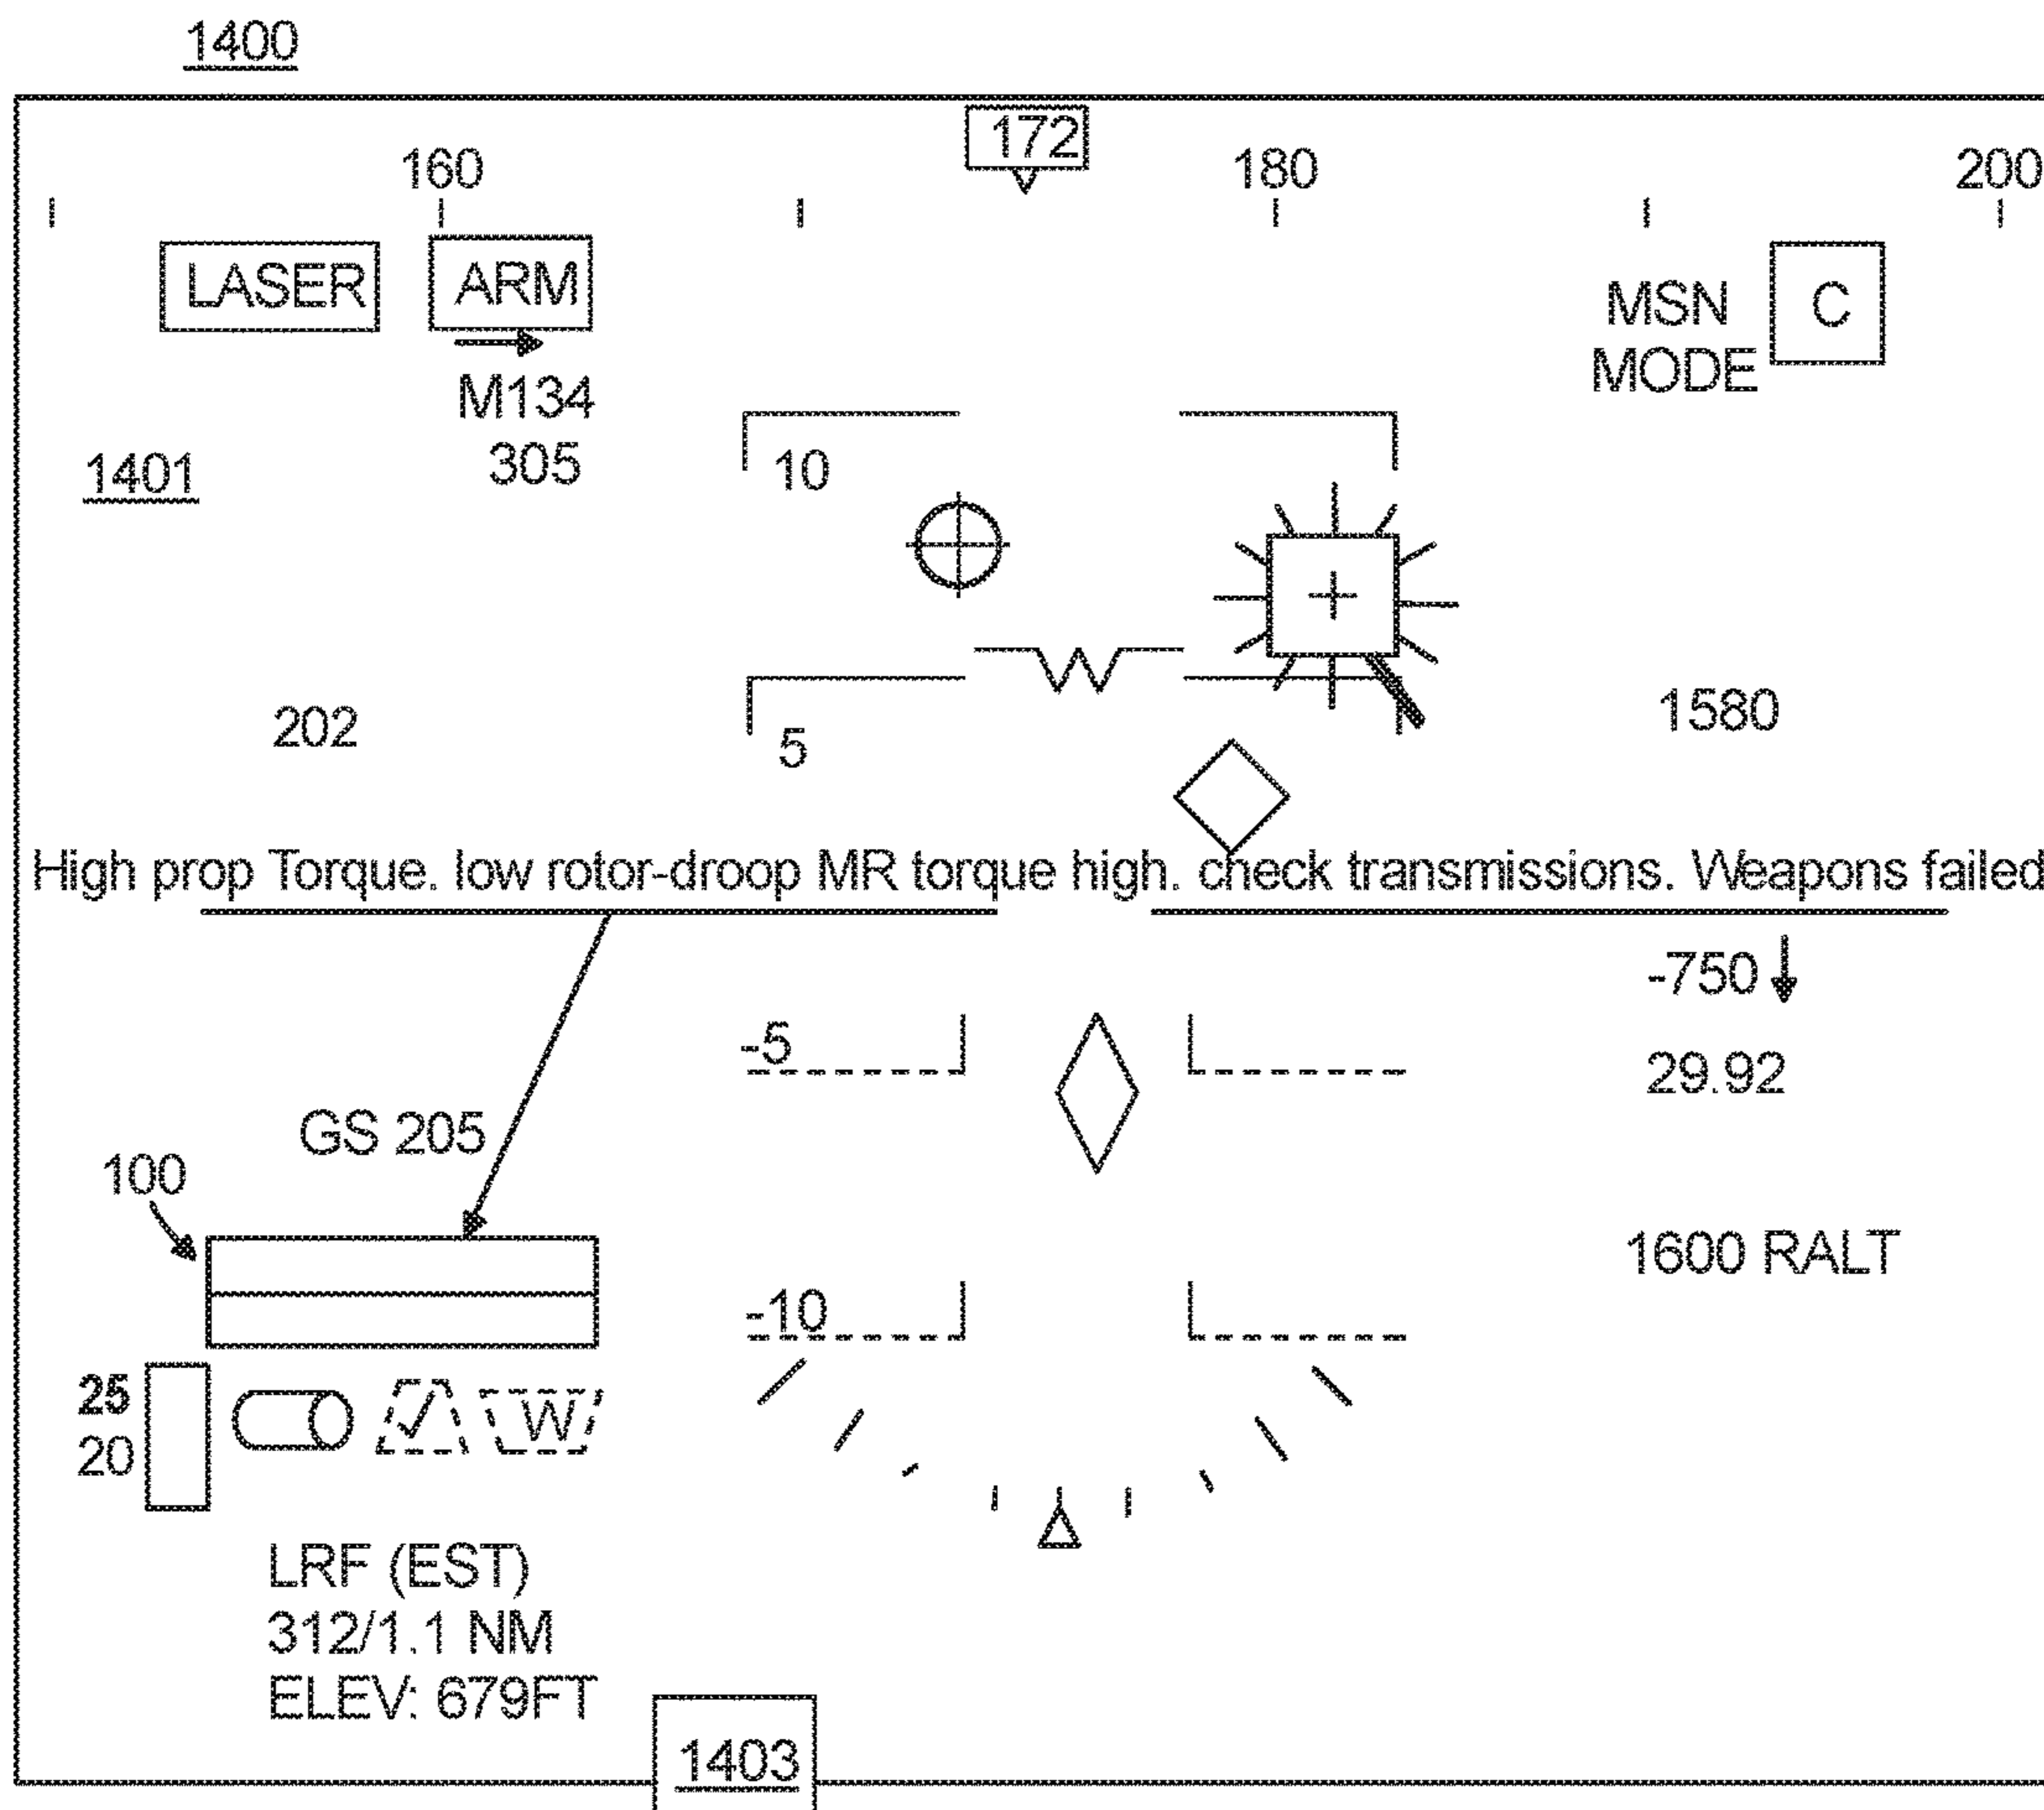 1400
172
160
180
200
LASER
ARM
MSN
MODE
C
M134
305
1401
10
202
5
1580
High prop Torque. low rotor-droop MR torque high. check transmissions. Weapons failed
-750
-5
29.92
GS 205
100
1600 RALT
-10
25
20
W
LRF (EST)
312/1.1 NM
ELEV: 679FT
1403